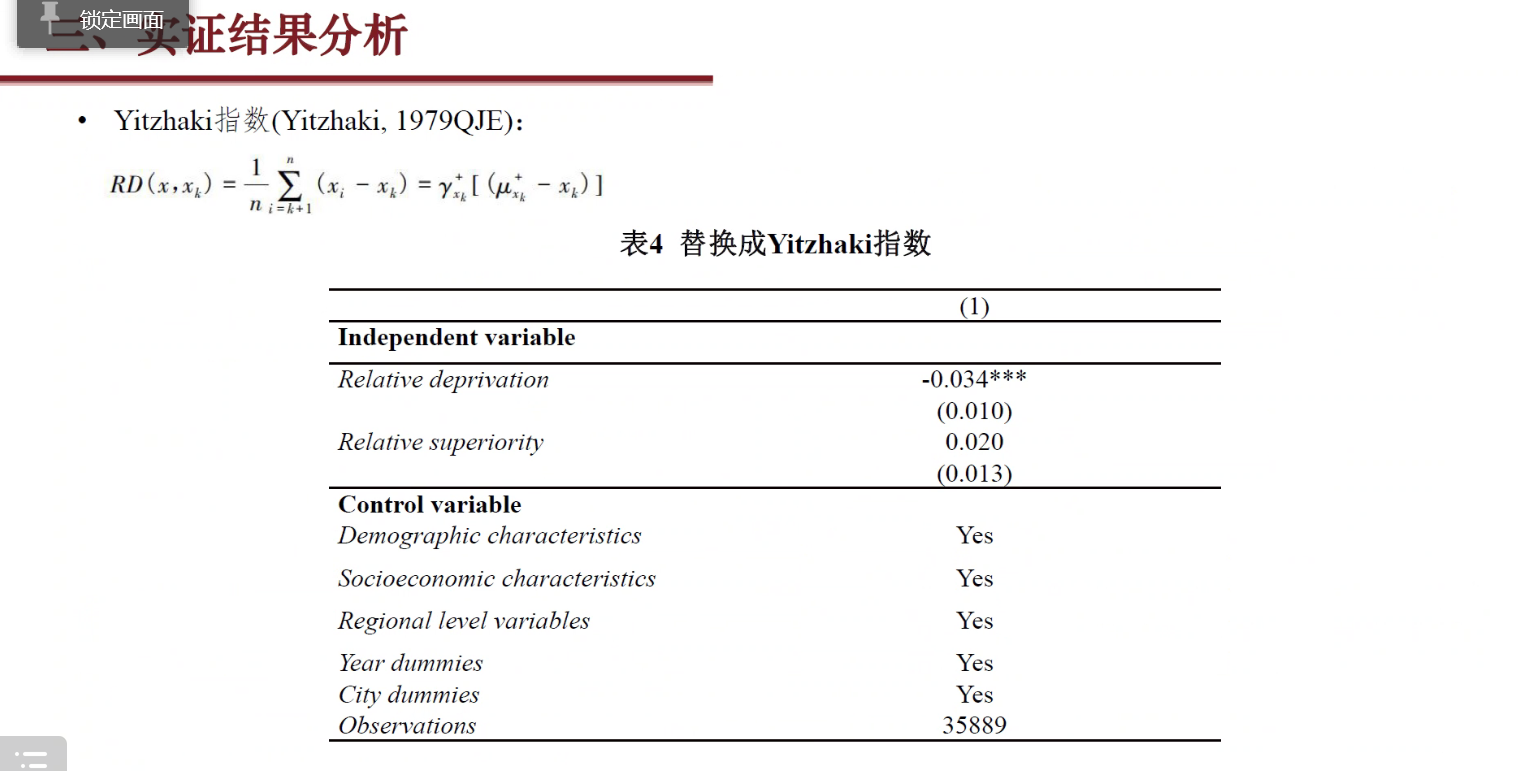 锁定画面
三、实证结果分析
• Yitzhaki指数(Yitzhaki, 1979QJE)：
RD(x,x_k) = \frac{1}{n} \sum_{i=k+1}^{n} (x_i − x_k) = γ_{x_k}^{+}[(μ_{x_k}^{+} − x_k)]
表4 替换成Yitzhaki指数
(1)
Independent variable
Relative deprivation -0.034***
(0.010)
Relative superiority 0.020
(0.013)
Control variable
Demographic characteristics Yes
Socioeconomic characteristics Yes
Regional level variables Yes
Year dummies Yes
City dummies Yes
Observations 35889